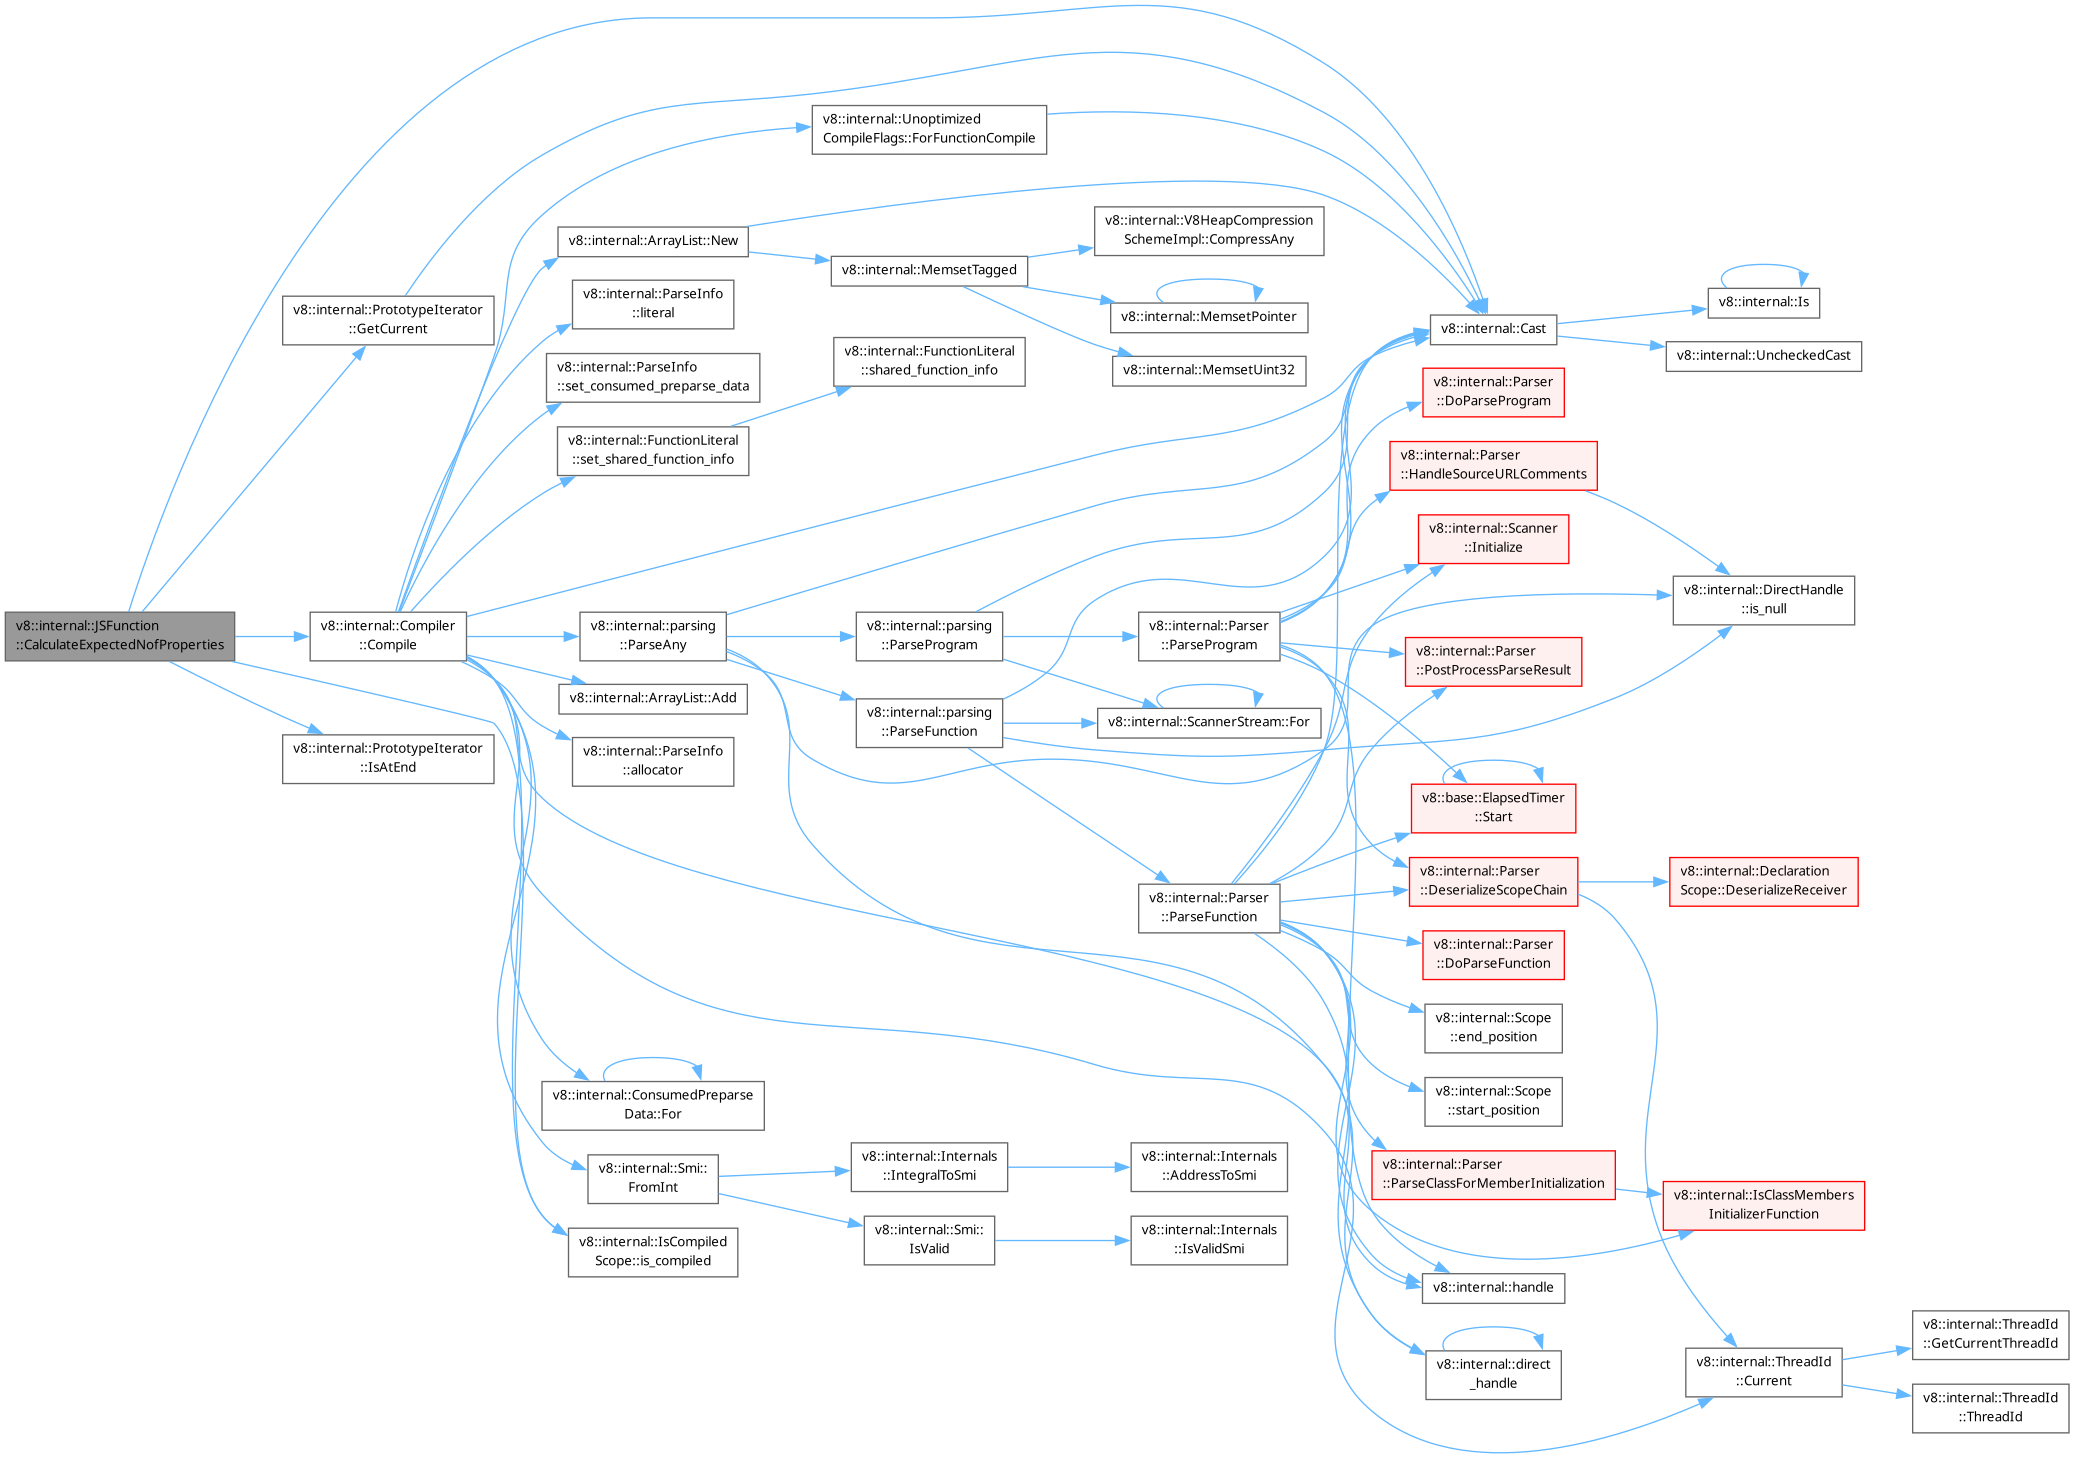 v8::internal::JSFunction
::CalculateExpectedNofProperties
v8::internal::PrototypeIterator
::GetCurrent
v8::internal::Compiler
::Compile
v8::internal::PrototypeIterator
::IsAtEnd
v8::internal::ArrayList::New
v8::internal::ParseInfo
::literal
v8::internal::ParseInfo
::set_consumed_preparse_data
v8::internal::FunctionLiteral
::set_shared_function_info
v8::internal::parsing
::ParseAny
v8::internal::ArrayList::Add
v8::internal::ParseInfo
::allocator
v8::internal::ConsumedPreparse
Data::For
v8::internal::Smi::
FromInt
v8::internal::IsCompiled
Scope::is_compiled
v8::internal::Unoptimized
CompileFlags::ForFunctionCompile
v8::internal::MemsetTagged
v8::internal::FunctionLiteral
::shared_function_info
v8::internal::parsing
::ParseProgram
v8::internal::parsing
::ParseFunction
v8::internal::Internals
::IntegralToSmi
v8::internal::Smi::
IsValid
v8::internal::V8HeapCompression
SchemeImpl::CompressAny
v8::internal::MemsetPointer
v8::internal::MemsetUint32
v8::internal::Parser
::ParseProgram
v8::internal::ScannerStream::For
v8::internal::Parser
::ParseFunction
v8::internal::Internals
::AddressToSmi
v8::internal::Internals
::IsValidSmi
v8::internal::Cast
v8::internal::Parser
::DoParseProgram
v8::internal::Parser
::HandleSourceURLComments
v8::internal::Scanner
::Initialize
v8::internal::Parser
::PostProcessParseResult
v8::base::ElapsedTimer
::Start
v8::internal::Parser
::DeserializeScopeChain
v8::internal::Parser
::DoParseFunction
v8::internal::Scope
::end_position
v8::internal::Scope
::start_position
v8::internal::Parser
::ParseClassForMemberInitialization
v8::internal::handle
v8::internal::direct
_handle
v8::internal::Is
v8::internal::UncheckedCast
v8::internal::DirectHandle
::is_null
v8::internal::Declaration
Scope::DeserializeReceiver
v8::internal::IsClassMembers
InitializerFunction
v8::internal::ThreadId
::Current
v8::internal::ThreadId
::GetCurrentThreadId
v8::internal::ThreadId
::ThreadId